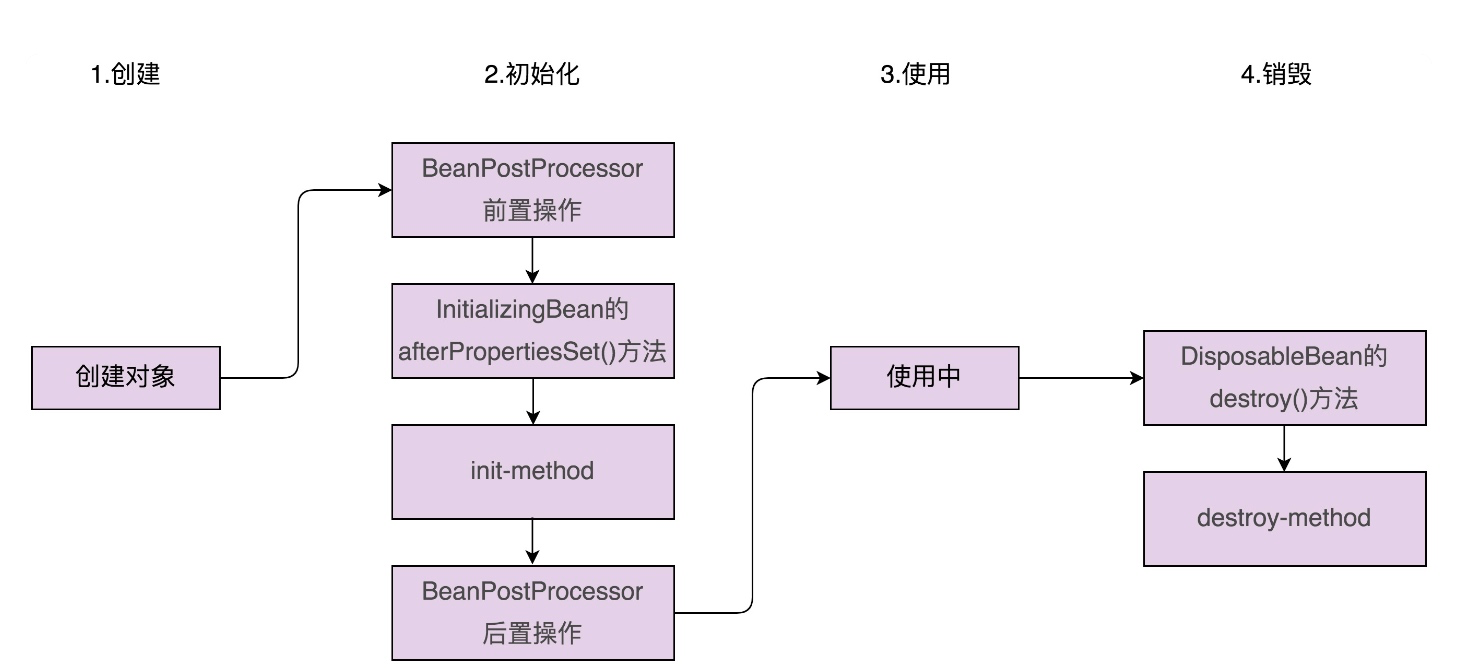 1.创建
2.初始化
3.使用
4.销毁
创建对象
BeanPostProcessor
前置操作
InitializingBean的
afterPropertiesSet()方法
init-method
BeanPostProcessor
后置操作
使用中
DisposableBean的
destroy()方法
destroy-method